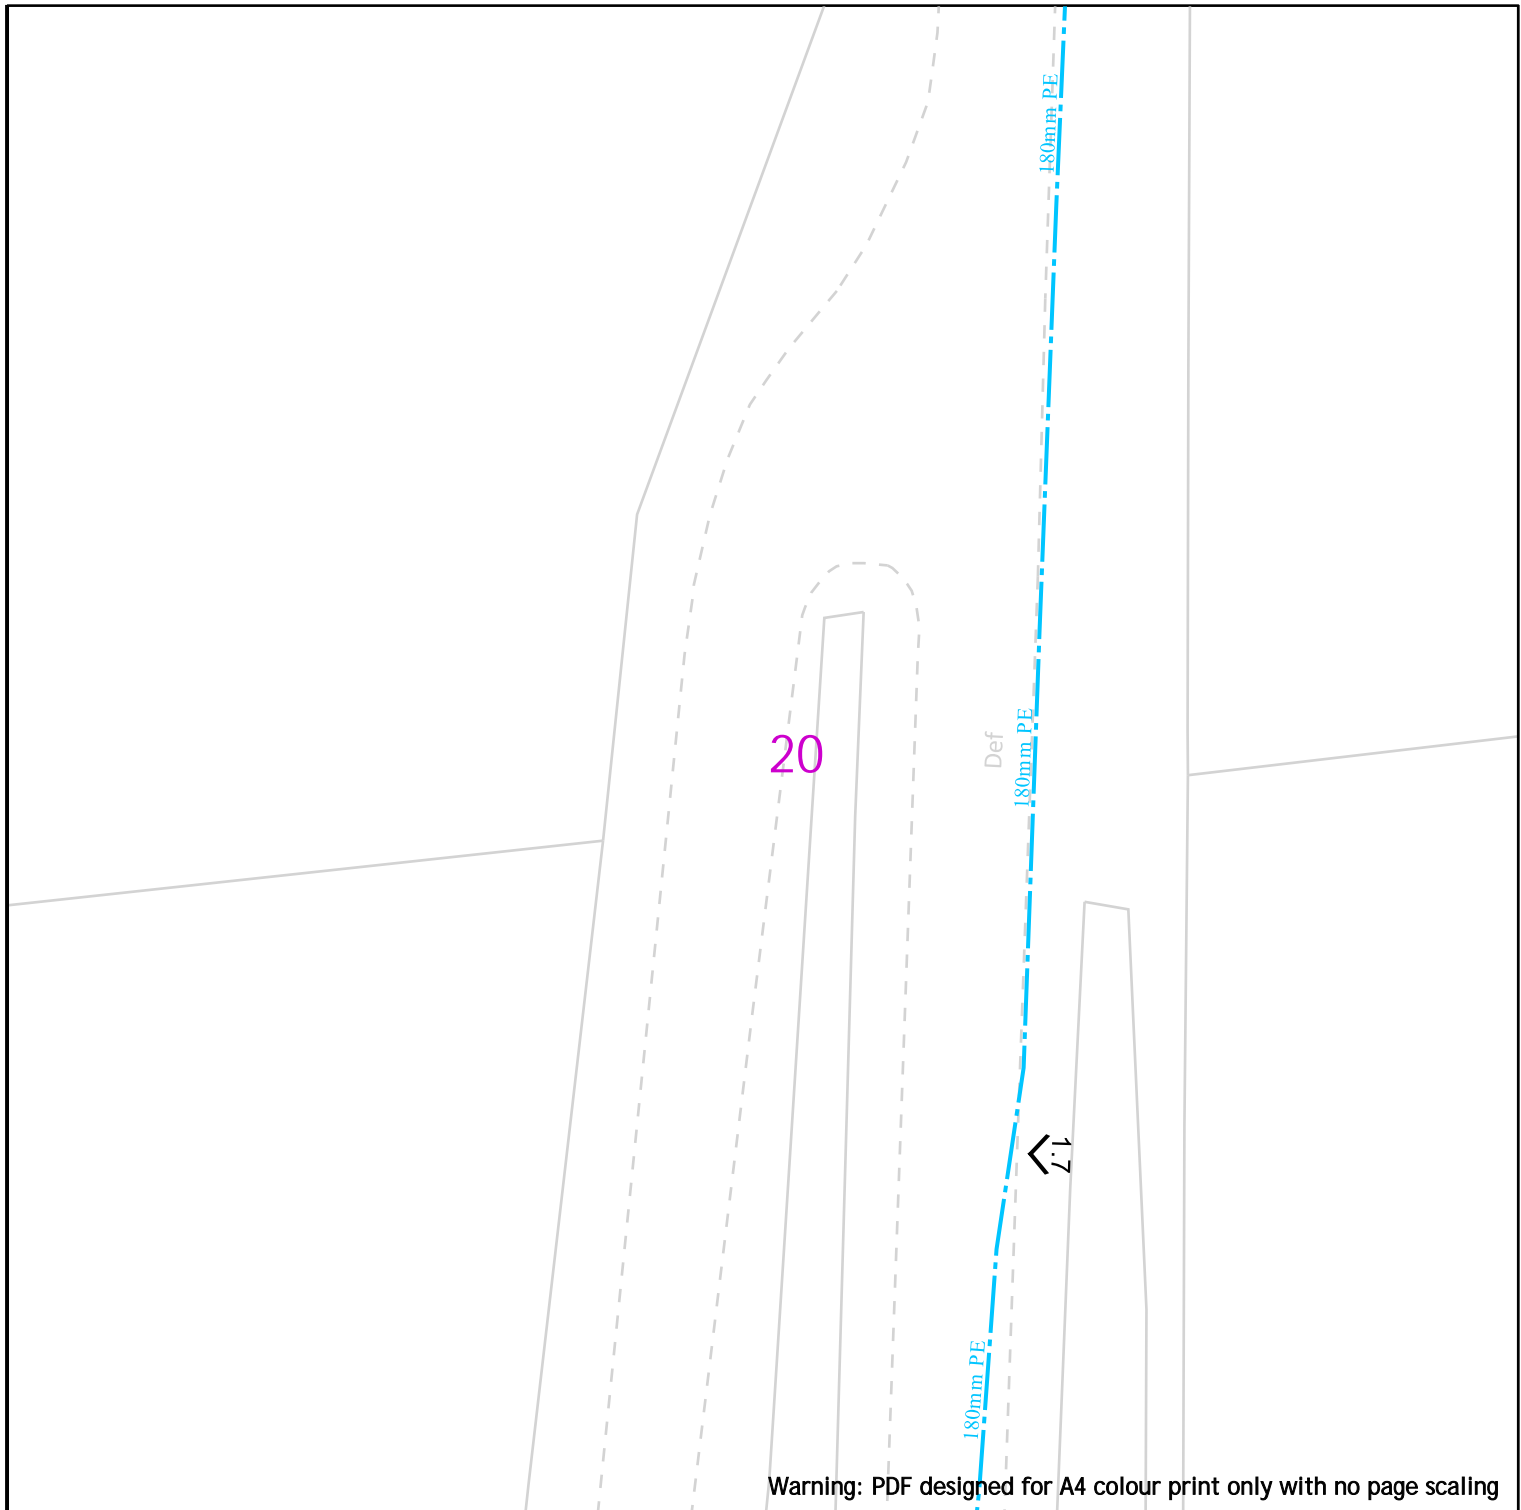 180mm PE
20
Def
180mm PE
1.7
180mm PE
Warning: PDF designed for A4 colour print only with no page scaling